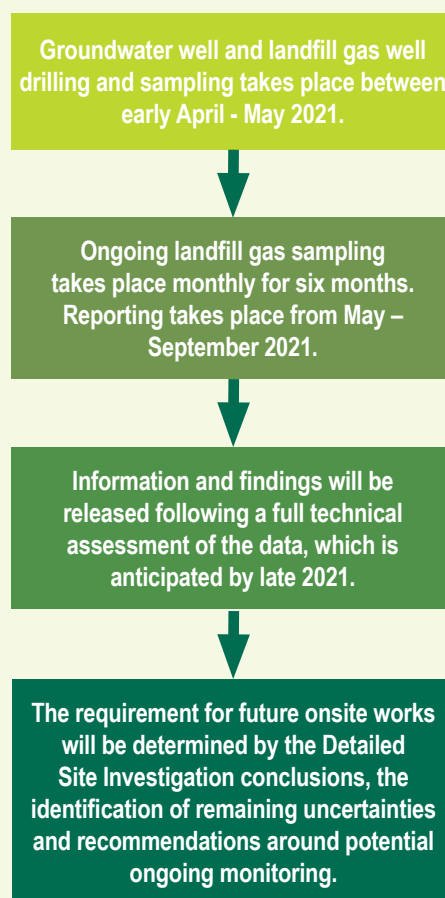 Groundwater well and landfill gas well
drilling and sampling takes place between
early April - May 2021.
Ongoing landfill gas sampling
takes place monthly for six months.
Reporting takes place from May –
September 2021.
Information and findings will be
released following a full technical
assessment of the data, which is
anticipated by late 2021.
The requirement for future onsite works
will be determined by the Detailed
Site Investigation conclusions, the
identification of remaining uncertainties
and recommendations around potential
ongoing monitoring.